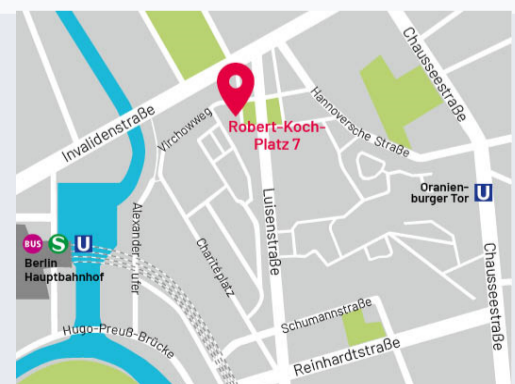 Chausseestraße
Invalidenstraße
Virchowweg
Robert-Koch-
Platz 7
Hannoversche Straße
Oranien-
burger Tor
U
Luisenstraße
Alexanderufer
BUS
S
U
Berlin
Hauptbahnhof
Charitéplatz
Chausseestraße
Schumannstraße
Hugo-Preuß-Brücke
Reinhardtstraße